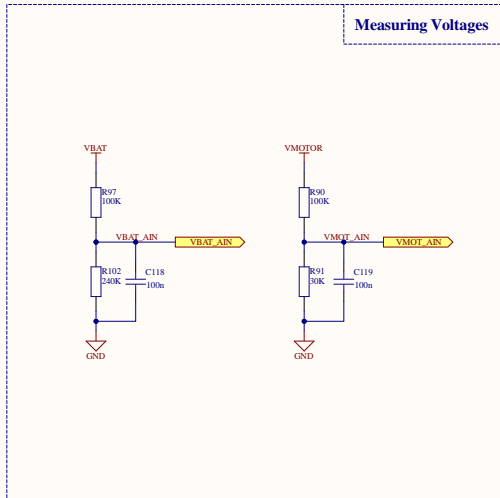 Measuring Voltages
VBAT
R97
100K
VBAT_AIN
VBAT_AIN
R102
240K
C118
100n
GND
VMOTOR
R90
100K
VMOT_AIN
VMOT_AIN
R91
30K
C119
100n
GND